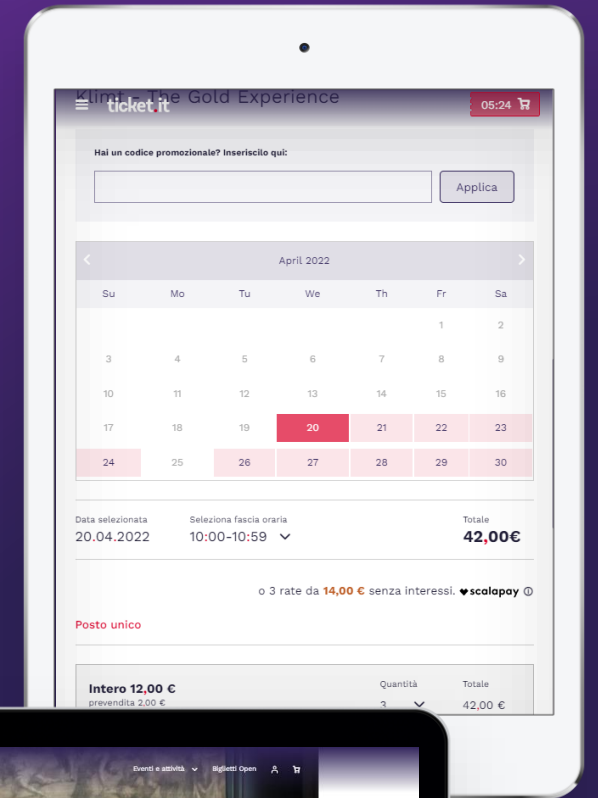 Klimt - The Gold Experience
ticket.it
05:24
Hai un codice promozionale? Inseriscilo qui:
Applica
April 2022
Su Mo Tu We Th Fr Sa
1 2
3 4 5 6 7 8 9
10 11 12 13 14 15 16
17 18 19 20 21 22 23
24 25 26 27 28 29 30
Data selezionata Seleziona fascia oraria Totale
20.04.2022 10:00-10:59 42,00€
o 3 rate da 14,00 € senza interessi. scalapay
Posto unico
Intero 12,00 € Quantità Totale
prevendita 2,00 € 3 42,00 €
Eventi e attività Biglietti Open